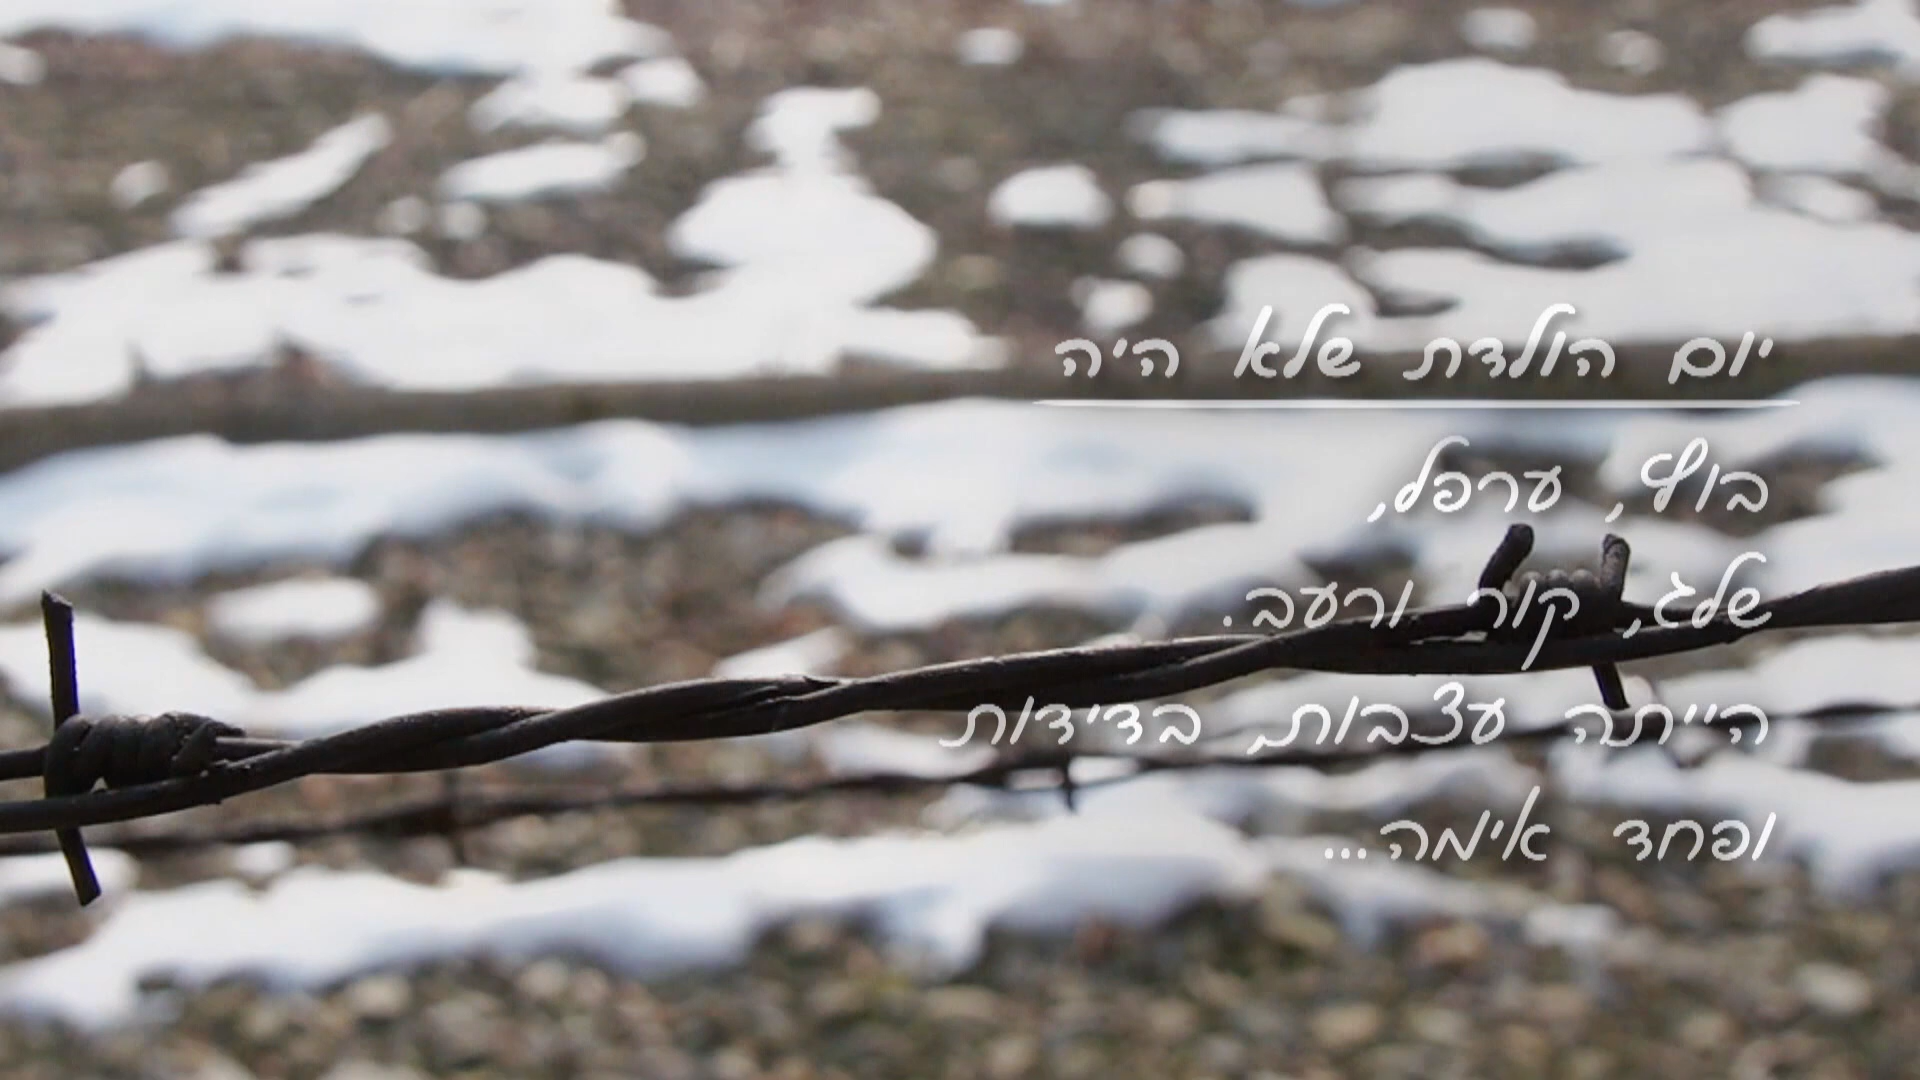 יום הולדת שלא היה
בוץ, ערפל,
שלג, קור ורעב.
הייתה עצבות, בדידות
ופחד אימה...